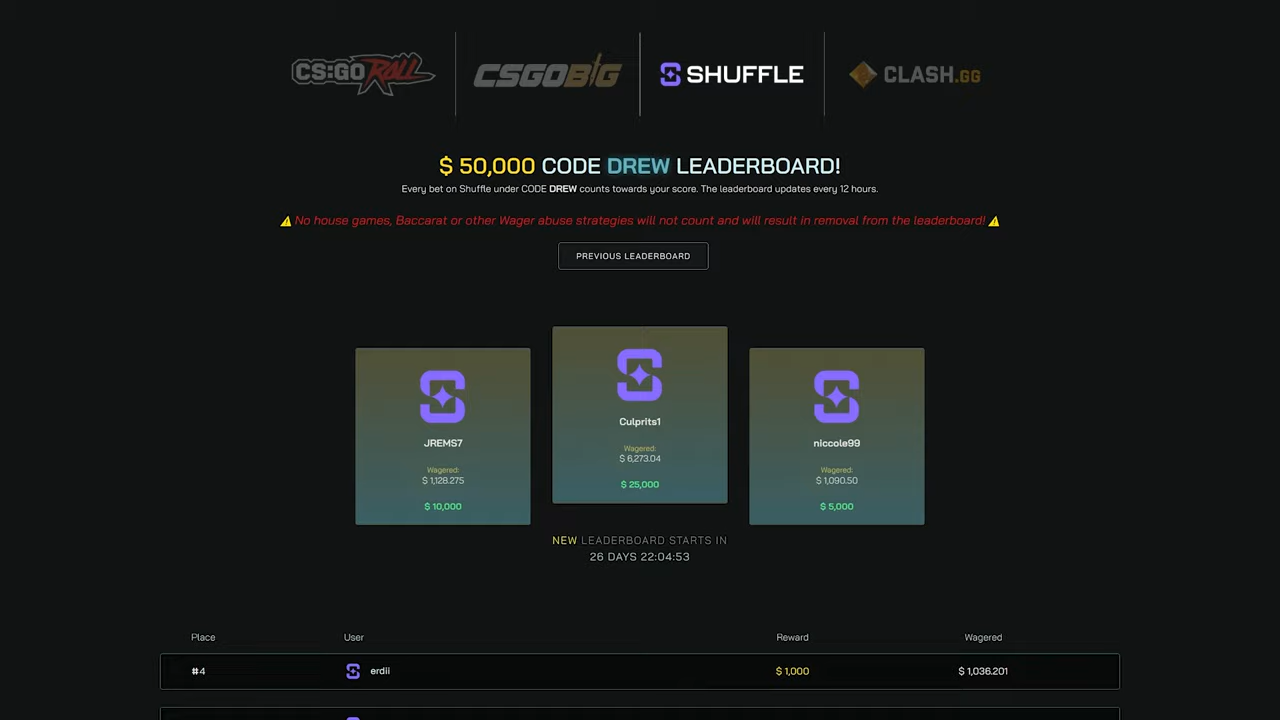 CS:GO ROLL
CSGOBIG
SHUFFLE
CLASH.GG
$ 50,000 CODE DREW LEADERBOARD!
Every bet on Shuffle under CODE DREW counts towards your score. The leaderboard updates every 12 hours.
⚠ No house games, Baccarat or other Wager abuse strategies will not count and will result in removal from the leaderboard! ⚠
PREVIOUS LEADERBOARD
JREMS7
Wagered:
$ 1,128.275
$ 10,000
Culprits1
Wagered:
$ 6,273.04
$ 25,000
niccole99
Wagered:
$ 1,090.50
$ 5,000
NEW LEADERBOARD STARTS IN
26 DAYS 22:04:53
Place User Reward Wagered
#4 erdii $ 1,000 $ 1,036.201